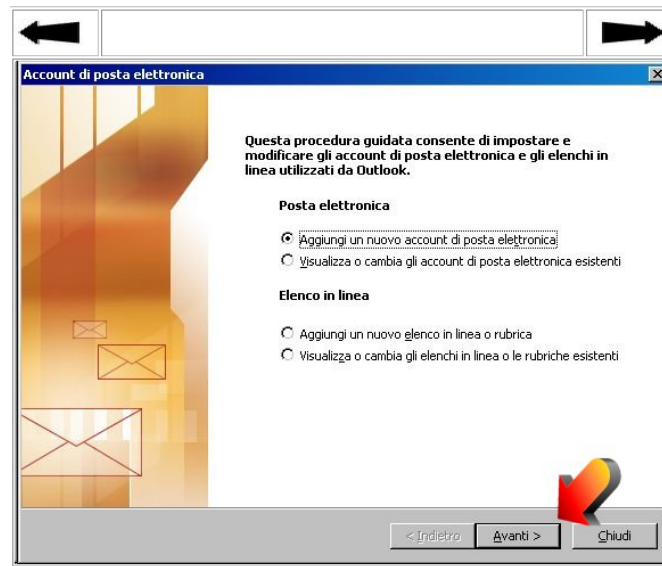 Account di posta elettronica
Questa procedura guidata consente di impostare e
modificare gli account di posta elettronica e gli elenchi in
linea utilizzati da Outlook.
Posta elettronica
Aggiungi un nuovo account di posta elettronica
Visualizza o cambia gli account di posta elettronica esistenti
Elenco in linea
Aggiungi un nuovo elenco in linea o rubrica
Visualizza o cambia gli elenchi in linea o le rubriche esistenti
< Indietro Avanti > Chiudi